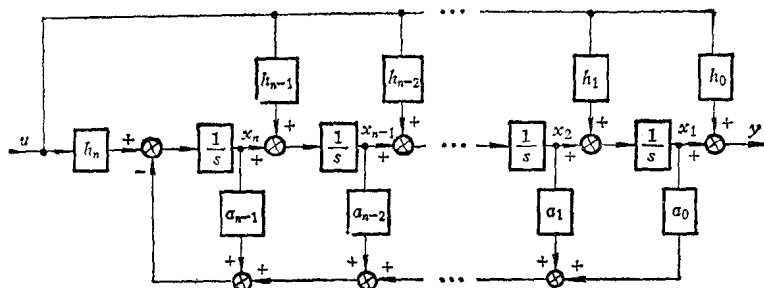 ... 
h_{n-1} h_{n-2} h_1 h_0
+ + + +
u h_n + 1/s x_n + 1/s x_{n-1} + ... 1/s x_2 + 1/s x_1 + y
-
a_{n-1} a_{n-2} a_1 a_0
+ + + + ... + +